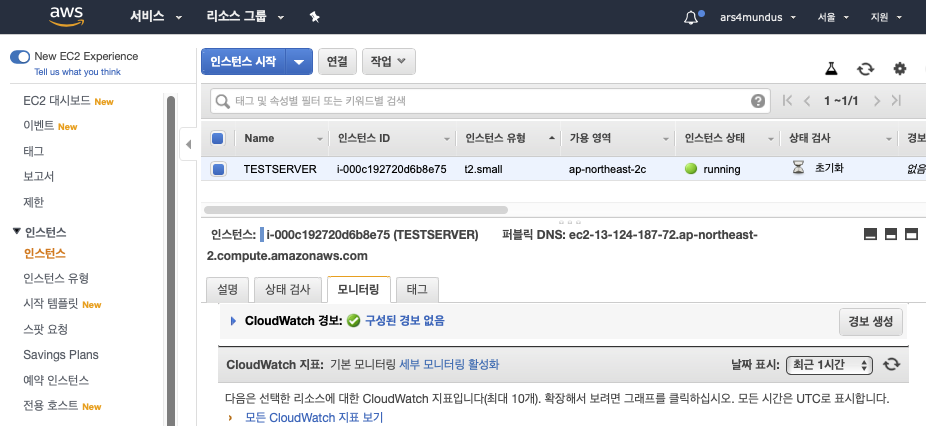 aws 서비스 리소스 그룹 ars4mundus 서울 지원
New EC2 Experience
Tell us what you think
EC2 대시보드 New
이벤트 New
태그
보고서
제한
인스턴스
인스턴스
인스턴스 유형
시작 템플릿 New
스팟 요청
Savings Plans
예약 인스턴스
전용 호스트 New
인스턴스 시작 연결 작업
태그 및 속성별 필터 또는 키워드별 검색 ? 1 ~1/1
Name 인스턴스 ID 인스턴스 유형 가용 영역 인스턴스 상태 상태 검사 경보
TESTSERVER i-000c192720d6b8e75 t2.small ap-northeast-2c running 초기화 없음
인스턴스: i-000c192720d6b8e75 (TESTSERVER) 퍼블릭 DNS: ec2-13-124-187-72.ap-northeast-
2.compute.amazonaws.com
설명 상태 검사 모니터링 태그
CloudWatch 경보: 구성된 경보 없음 경보 생성
CloudWatch 지표: 기본 모니터링 세부 모니터링 활성화 날짜 표시: 최근 1시간
다음은 선택한 리소스에 대한 CloudWatch 지표입니다(최대 10개). 확장해서 보려면 그래프를 클릭하십시오. 모든 시간은 UTC로 표시합니다.
› 모든 CloudWatch 지표 보기